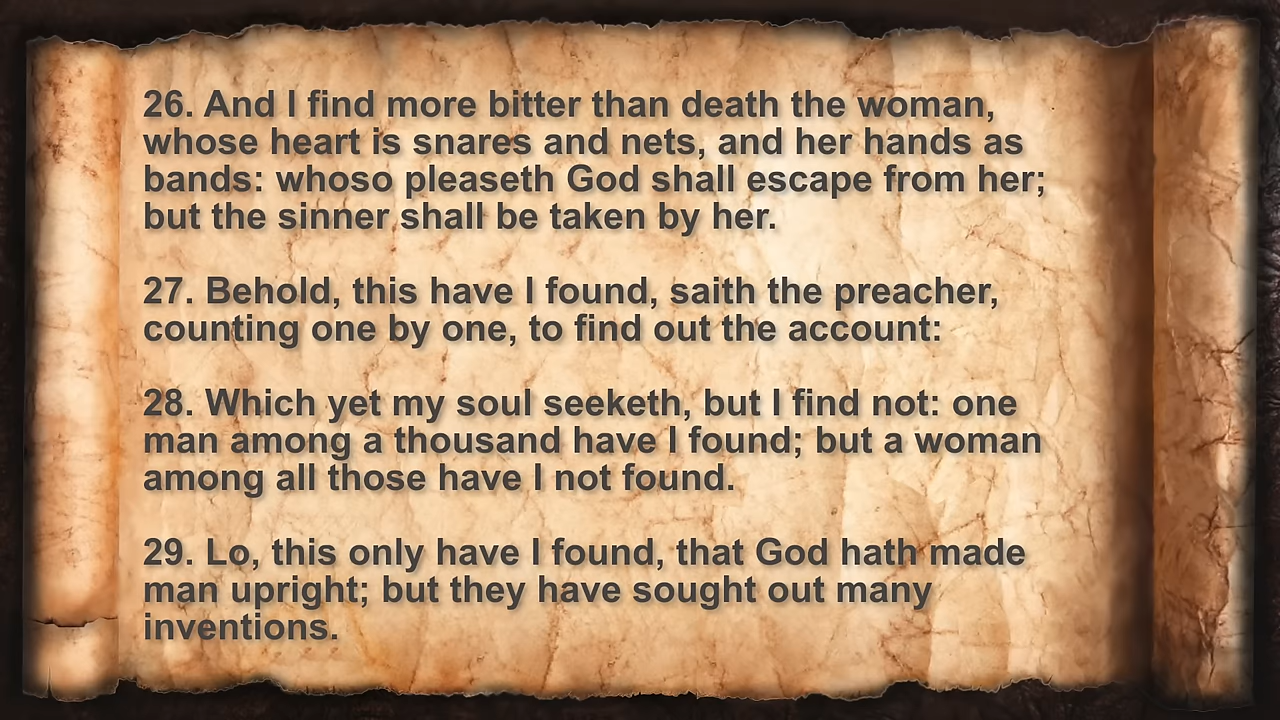 26. And I find more bitter than death the woman,
whose heart is snares and nets, and her hands as
bands: whoso pleaseth God shall escape from her;
but the sinner shall be taken by her.
27. Behold, this have I found, saith the preacher,
counting one by one, to find out the account:
28. Which yet my soul seeketh, but I find not: one
man among a thousand have I found; but a woman
among all those have I not found.
29. Lo, this only have I found, that God hath made
man upright; but they have sought out many
inventions.